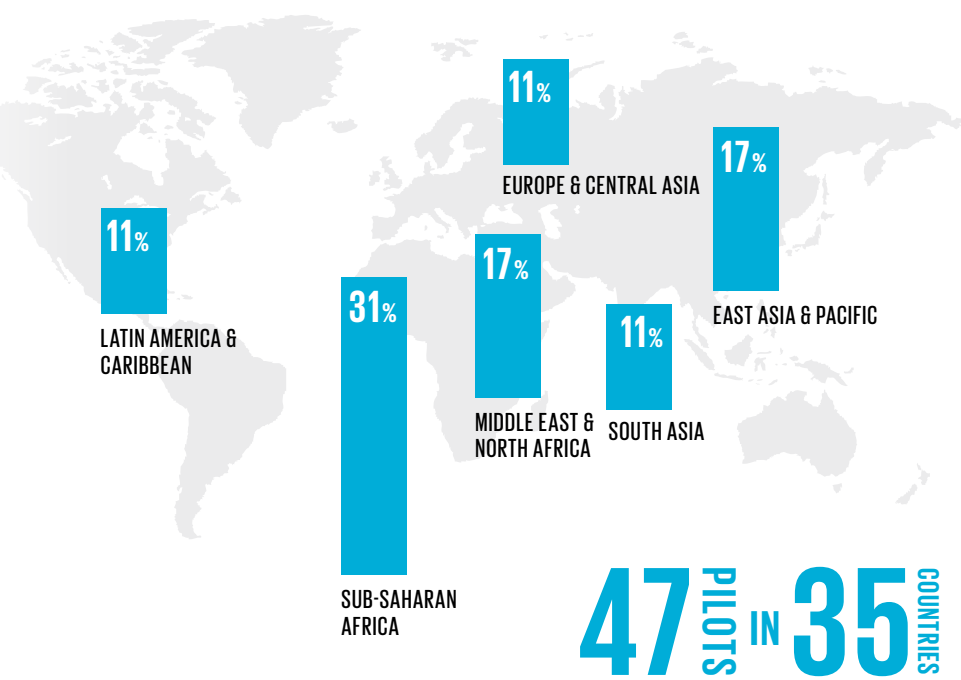 11%
EUROPE & CENTRAL ASIA
17%
EAST ASIA & PACIFIC
11%
LATIN AMERICA &
CARIBBEAN
17%
MIDDLE EAST &
NORTH AFRICA
31%
SUB-SAHARAN
AFRICA
11%
SOUTH ASIA
47 PILOTS IN 35 COUNTRIES